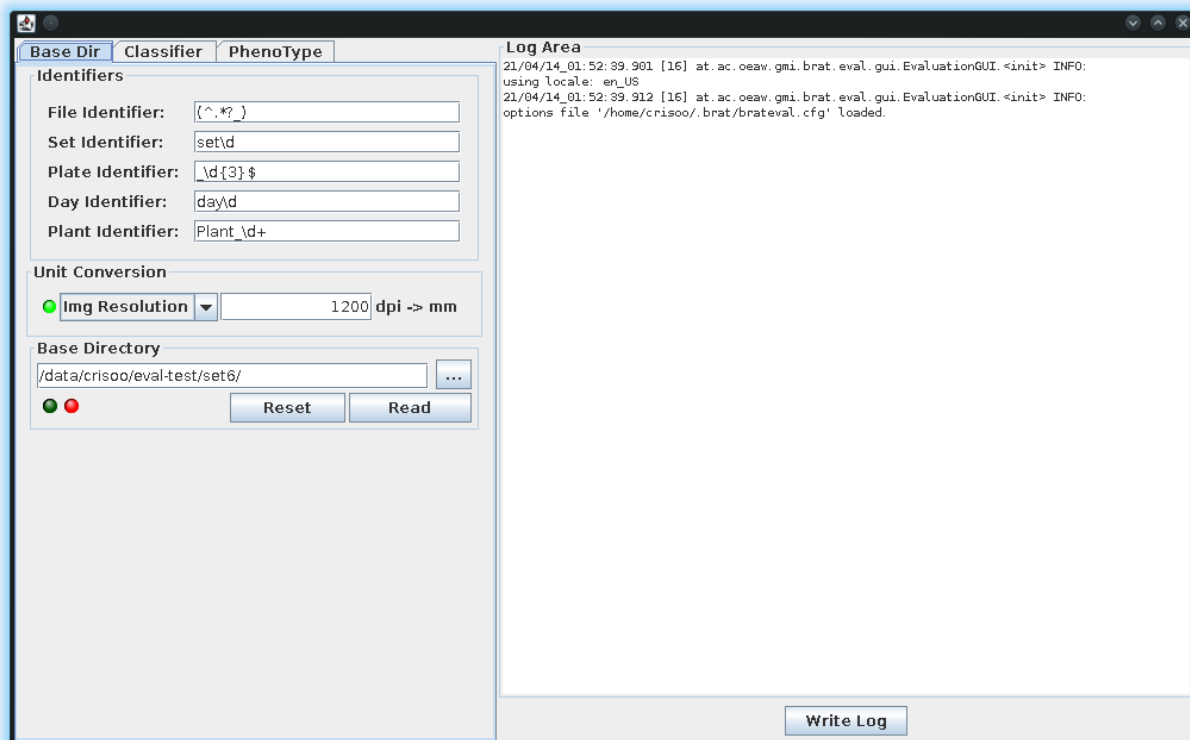 Base Dir Classifier PhenoType
Identifiers
File Identifier: (^.*?_)
Set Identifier: set\d
Plate Identifier: _\d{3}$
Day Identifier: day\d
Plant Identifier: Plant_\d+
Unit Conversion
Img Resolution 1200 dpi -> mm
Base Directory
/data/crisoo/eval-test/set6/ ...
Reset Read
Log Area
21/04/14_01:52:39.901 [16] at.ac.oeaw.gmi.brat.eval.gui.EvaluationGUI.<init> INFO:
using locale: en_US
21/04/14_01:52:39.912 [16] at.ac.oeaw.gmi.brat.eval.gui.EvaluationGUI.<init> INFO:
options file '/home/crisoo/.brat/brateval.cfg' loaded.
Write Log